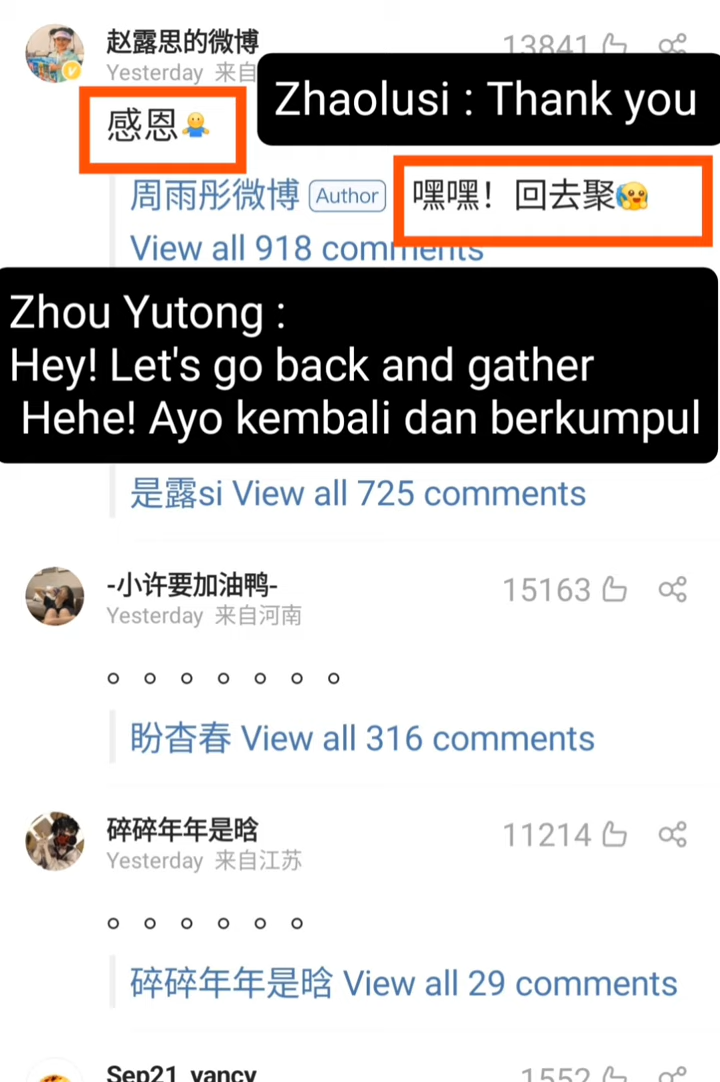 赵露思的微博
13841
Yesterday 来自
Zhaolusi : Thank you
感恩
周雨彤微博 Author 嘿嘿！回去聚
View all 918 comments
Zhou Yutong :
Hey! Let's go back and gather
Hehe! Ayo kembali dan berkumpul
是露si View all 725 comments
-小许要加油鸭-
15163
Yesterday 来自河南
。。。。。。。
盼杳春 View all 316 comments
碎碎年年是晗
11214
Yesterday 来自江苏
。。。。。。
碎碎年年是晗 View all 29 comments
Sep21_yancy
1552